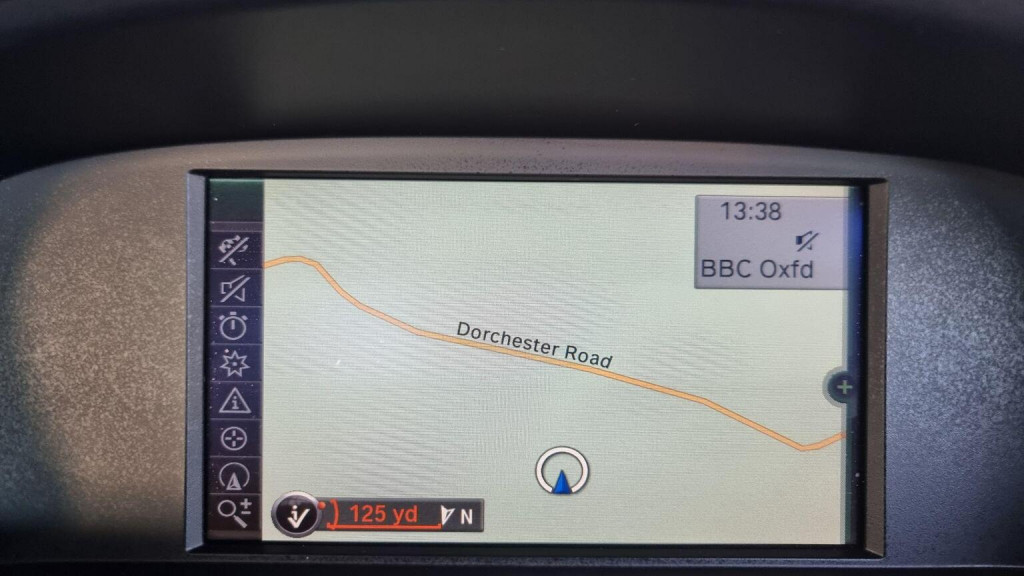 13:38
BBC Oxfd
Dorchester Road
125 yd N